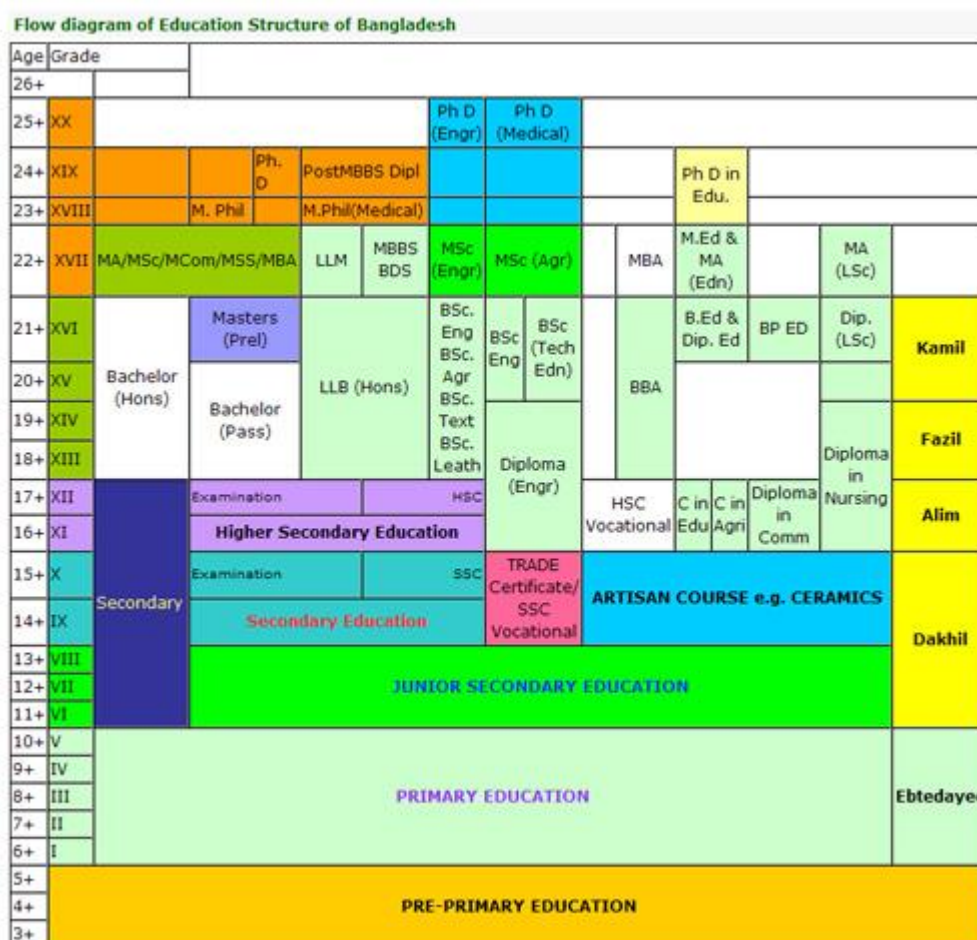 Flow diagram of Education Structure of Bangladesh
Age Grade
26+
25+ XX Ph D (Engr) Ph D (Medical)
24+ XIX Ph. D PostMBBS Dipl Ph D in Edu.
23+ XVIII M. Phil M.Phil(Medical)
22+ XVII MA/MSc/MCom/MSS/MBA LLM MBBS BDS MSc (Engr) MSc (Agr) MBA M.Ed & MA (Edn) MA (LSc)
21+ XVI Masters (Prel) BSc. Eng BSc. Agr BSc. Text BSc. Leath BSc Eng BSc (Tech Edn) B.Ed & Dip. Ed BP ED Dip. (LSc) Kamil
20+ XV Bachelor (Hons) LLB (Hons) BBA
19+ XIV Bachelor (Pass) Fazil
18+ XIII Diploma (Engr) Diploma in Nursing
17+ XII Examination HSC HSC Vocational C in Edu C in Agri Diploma in Comm Alim
16+ XI Higher Secondary Education
15+ X Examination SSC TRADE Certificate/ SSC Vocational ARTISAN COURSE e.g. CERAMICS
Secondary
14+ IX Secondary Education Dakhil
13+ VIII
12+ VII JUNIOR SECONDARY EDUCATION
11+ VI
10+ V
9+ IV
8+ III PRIMARY EDUCATION Ebtedayee
7+ II
6+ I
5+
4+ PRE-PRIMARY EDUCATION
3+